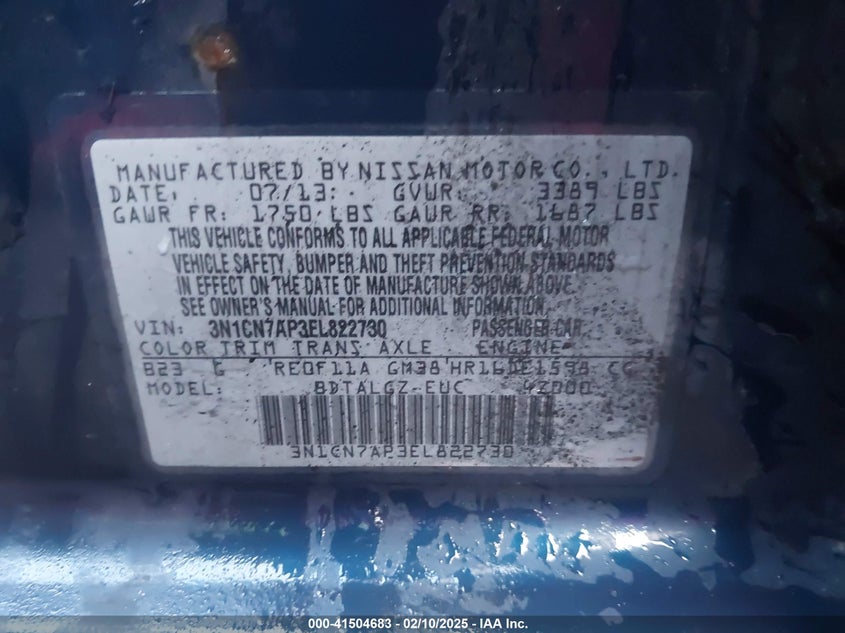 MANUFACTURED BY NISSAN MOTOR CO., LTD.
DATE: 07/13 GVWR: 3389 LBS
GAWR FR: 1750 LBS GAWR RR: 1687 LBS
THIS VEHICLE CONFORMS TO ALL APPLICABLE FEDERAL MOTOR
VEHICLE SAFETY, BUMPER AND THEFT PREVENTION STANDARDS
IN EFFECT ON THE DATE OF MANUFACTURE SHOWN ABOVE.
SEE OWNER'S MANUAL FOR ADDITIONAL INFORMATION.
VIN: 3N1CN7AP3EL822730 PASSENGER CAR
COLOR TRIM TRANS AXLE ENGINE
B23 G RE0F11A GM38 HR16DE1598 CC
MODEL: BDTALGZ-EUC 4Z000
3N1CN7AP3EL822730
000-41504683 - 02/10/2025 - IAA Inc.